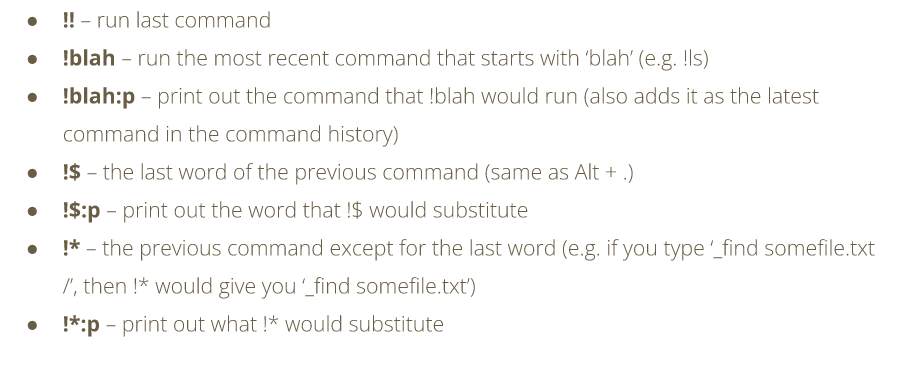 ● !! – run last command
● !blah – run the most recent command that starts with ‘blah’ (e.g. !ls)
● !blah:p – print out the command that !blah would run (also adds it as the latest
command in the command history)
● !$ – the last word of the previous command (same as Alt + .)
● !$:p – print out the word that !$ would substitute
● !* – the previous command except for the last word (e.g. if you type ‘_find somefile.txt
/’, then !* would give you ‘_find somefile.txt’)
● !*:p – print out what !* would substitute